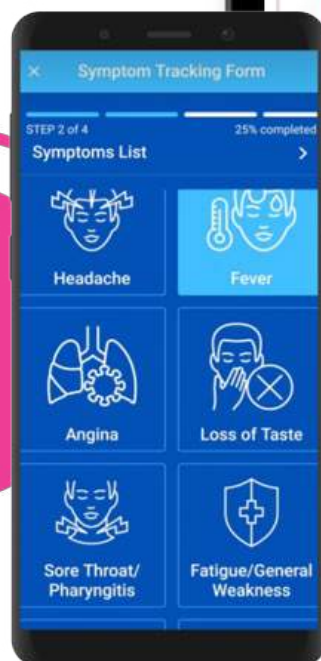 Symptom Tracking Form
STEP 2 of 4
25% completed
Symptoms List
Headache
Fever
Angina
Loss of Taste
Sore Throat/
Pharyngitis
Fatigue/General
Weakness